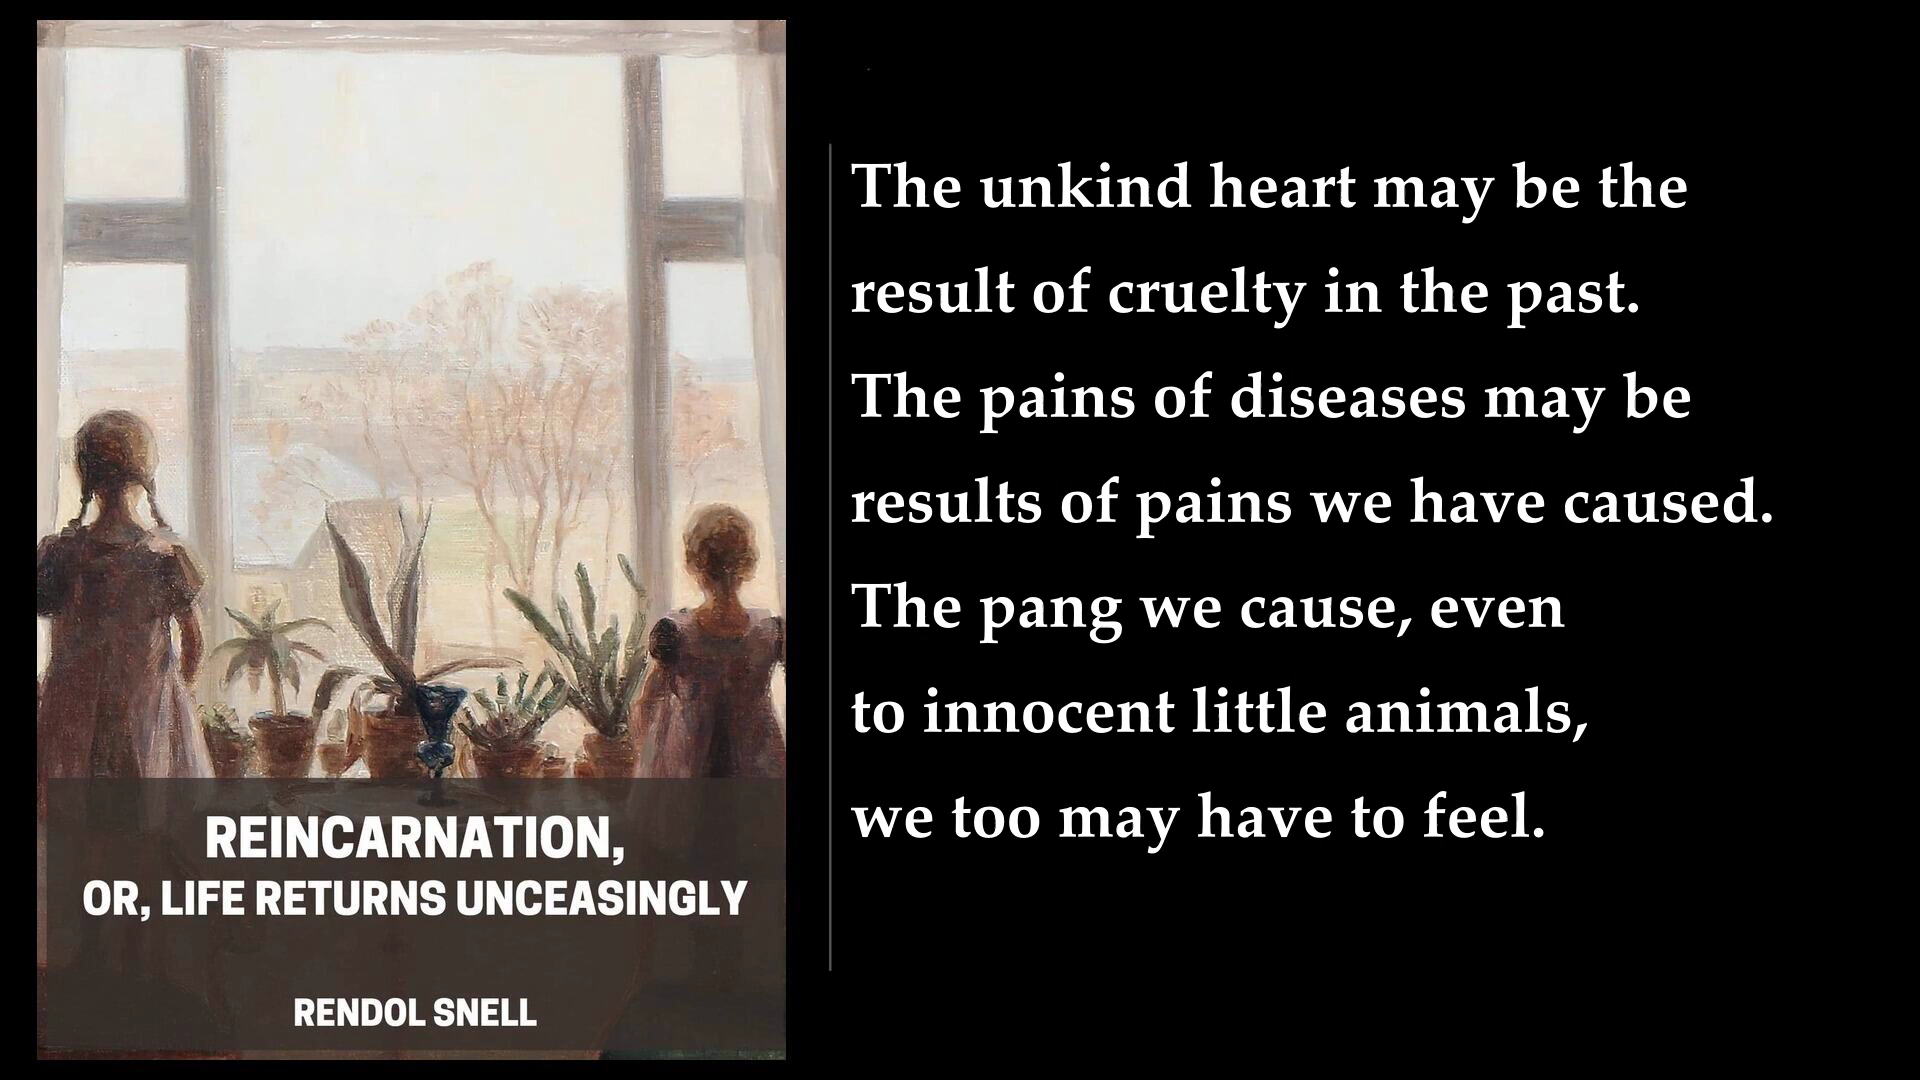 REINCARNATION,
OR, LIFE RETURNS UNCEASINGLY
RENDOL SNELL
The unkind heart may be the
result of cruelty in the past.
The pains of diseases may be
results of pains we have caused.
The pang we cause, even
to innocent little animals,
we too may have to feel.